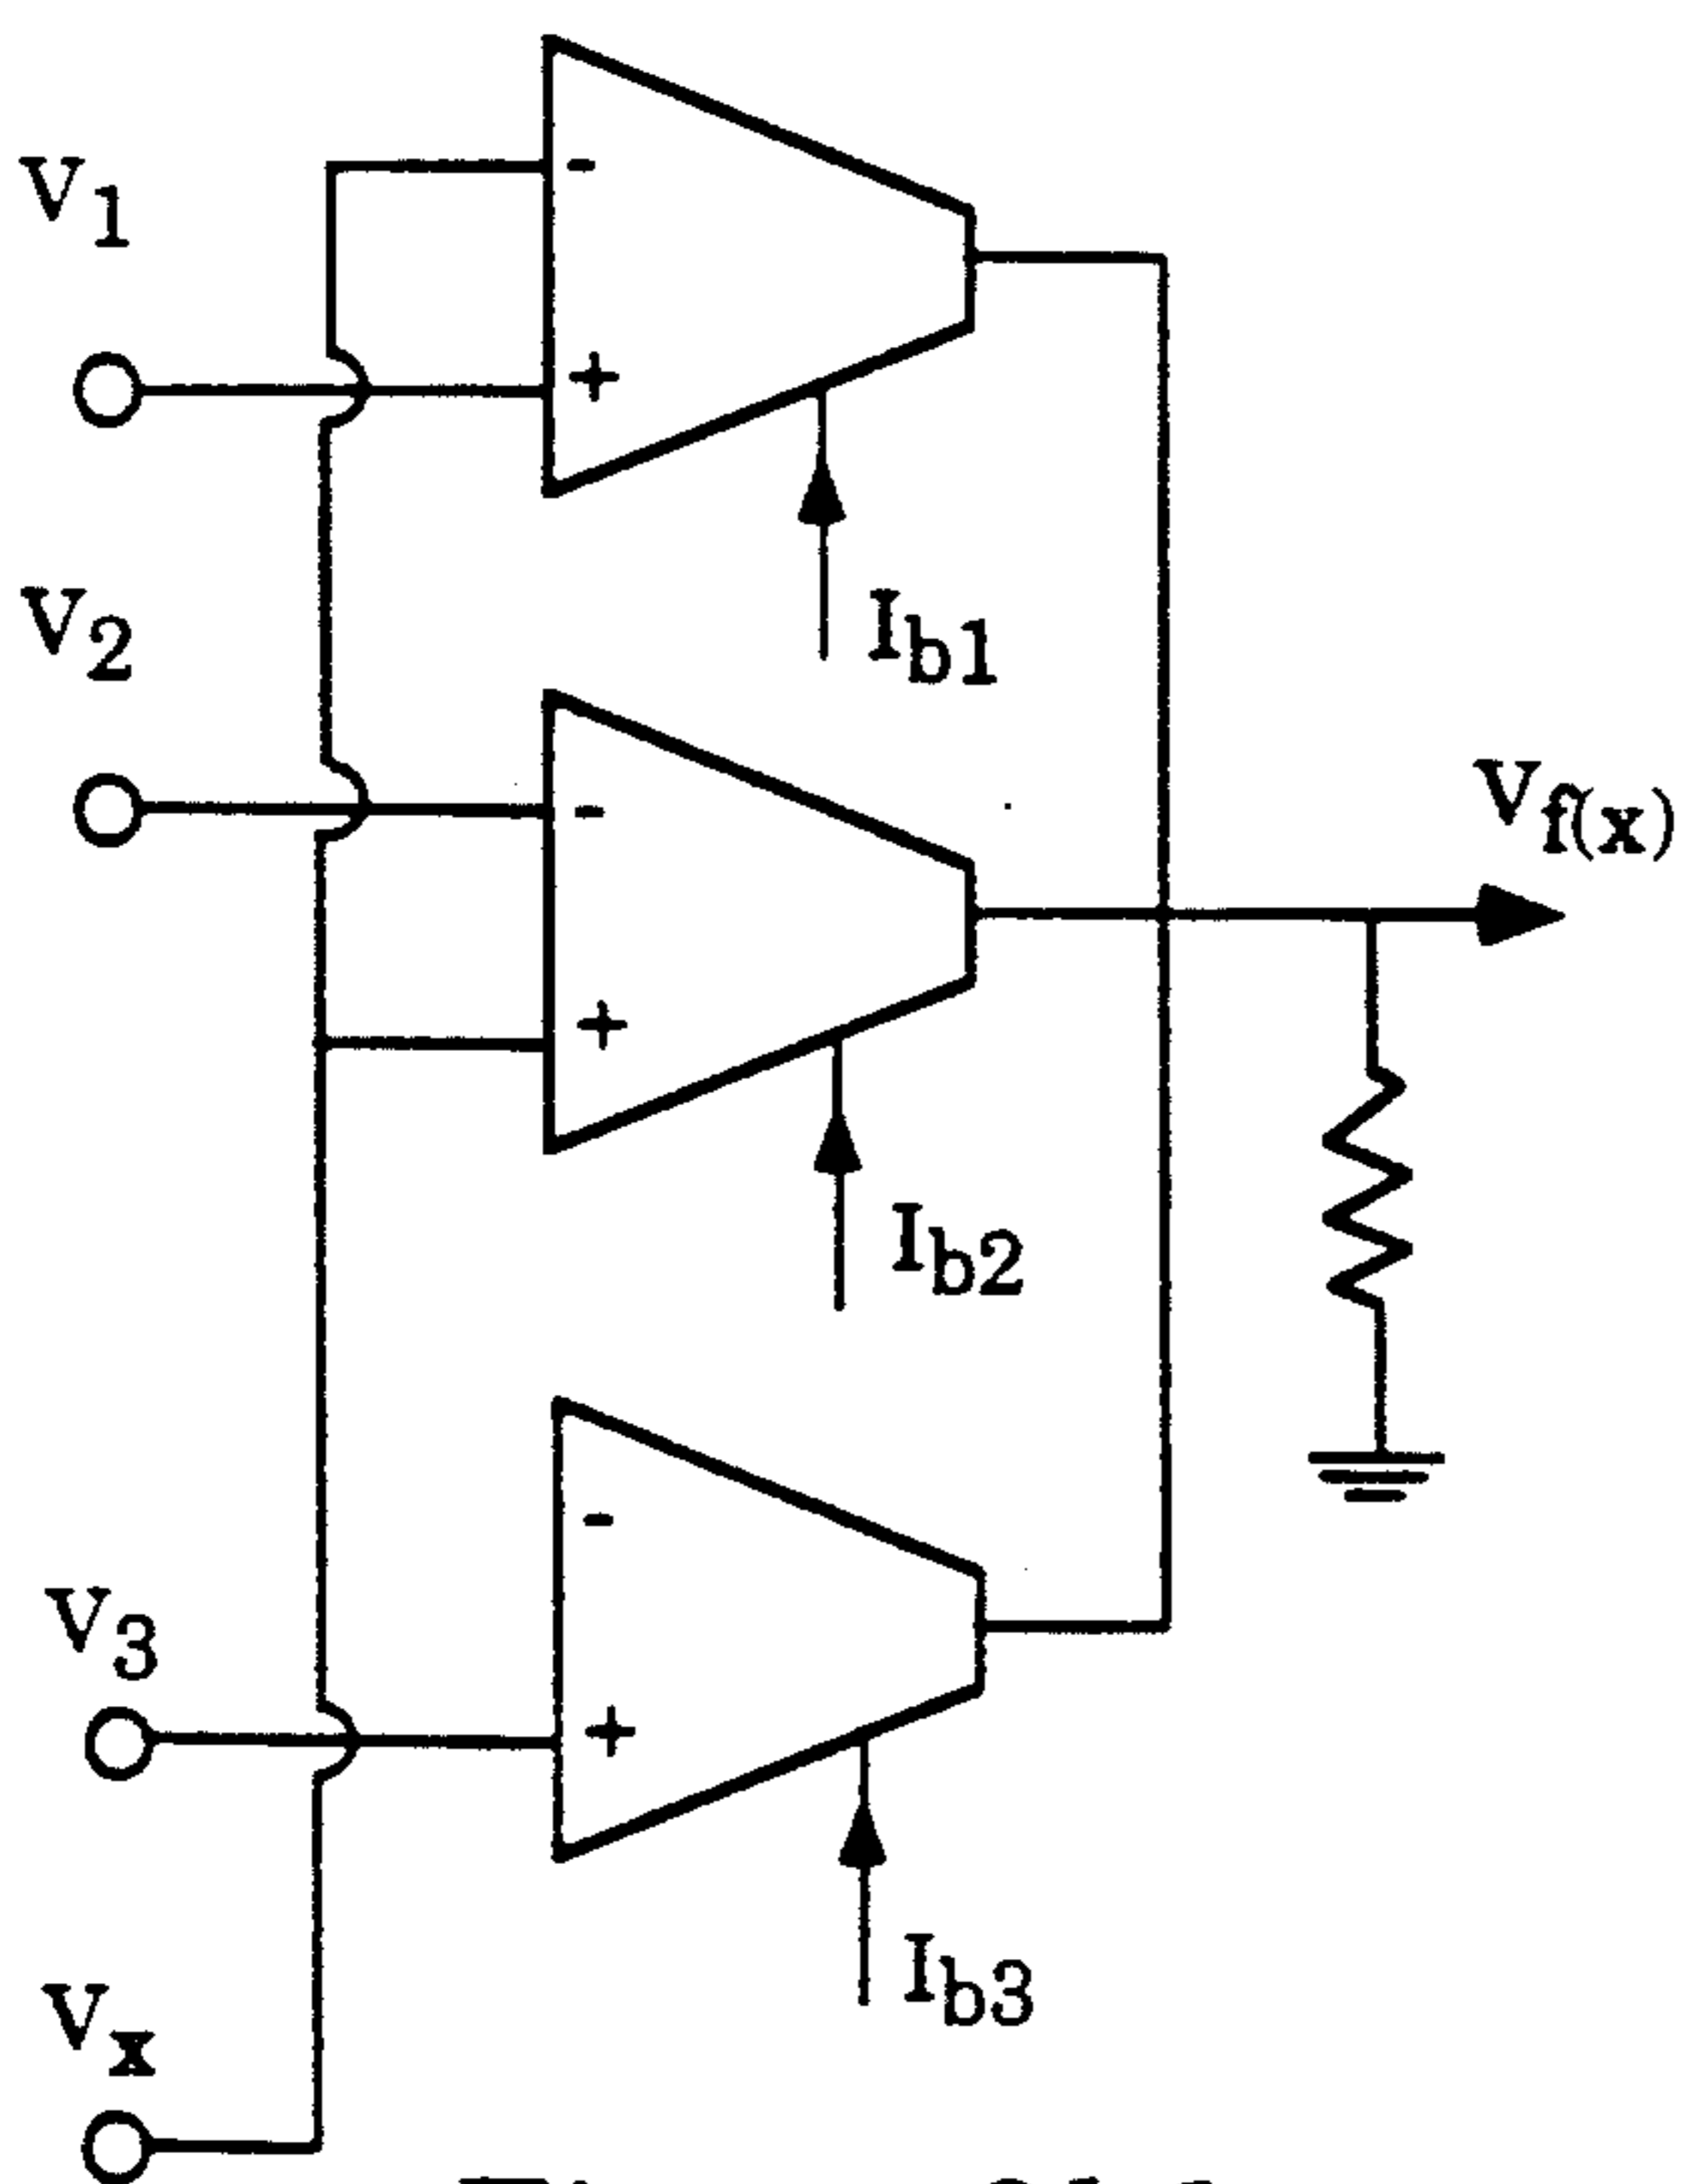 V1
-
+
Ib1
V2
-
+
Ib2
Vf(x)
V3
-
+
Ib3
Vx